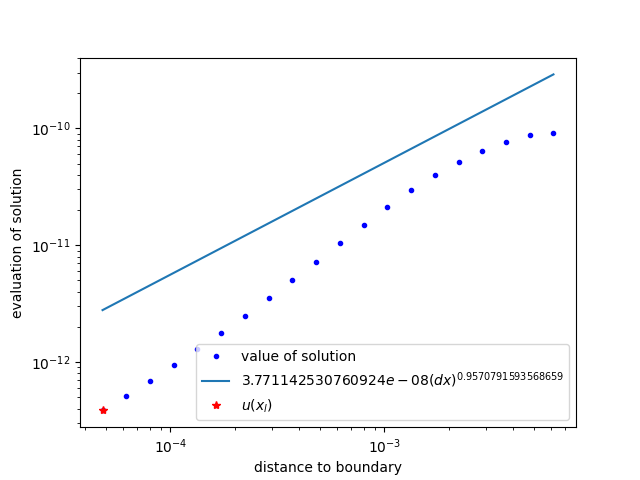 10⁻¹⁰
10⁻¹¹
10⁻¹²
evaluation of solution
value of solution
3.771142530760924e − 08(dx)^0.9570791593568659
u(x_l)
10⁻⁴ 10⁻³
distance to boundary